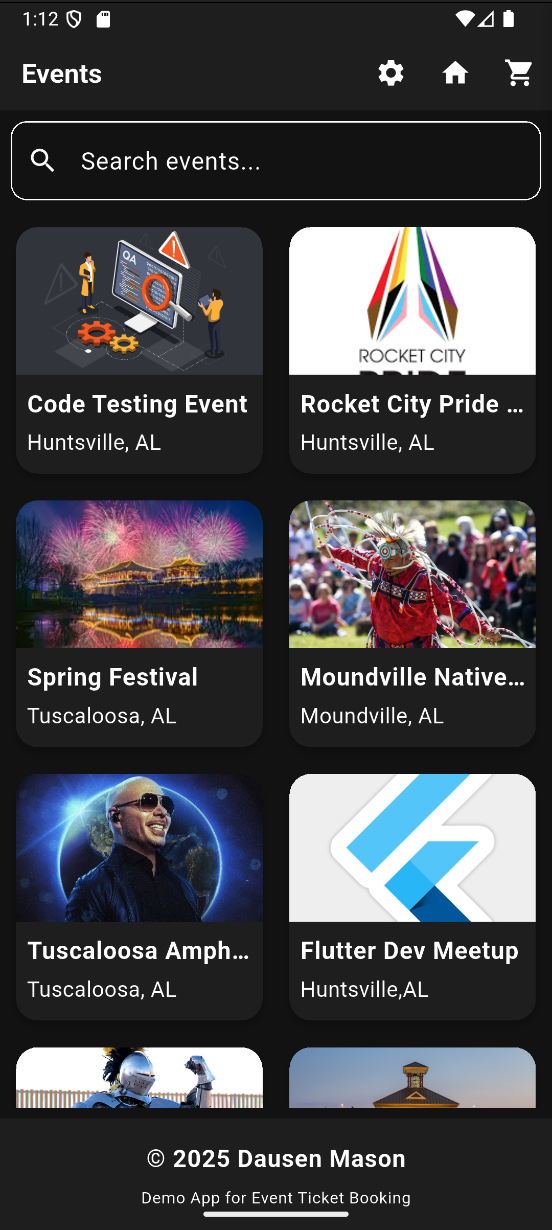 1:12
Events
Search events...
QA
ROCKET CITY
PRIDE
Code Testing Event
Rocket City Pride ...
Huntsville, AL
Huntsville, AL
Spring Festival
Moundville Native...
Tuscaloosa, AL
Moundville, AL
Tuscaloosa Amph...
Flutter Dev Meetup
Tuscaloosa, AL
Huntsville,AL
© 2025 Dausen Mason
Demo App for Event Ticket Booking